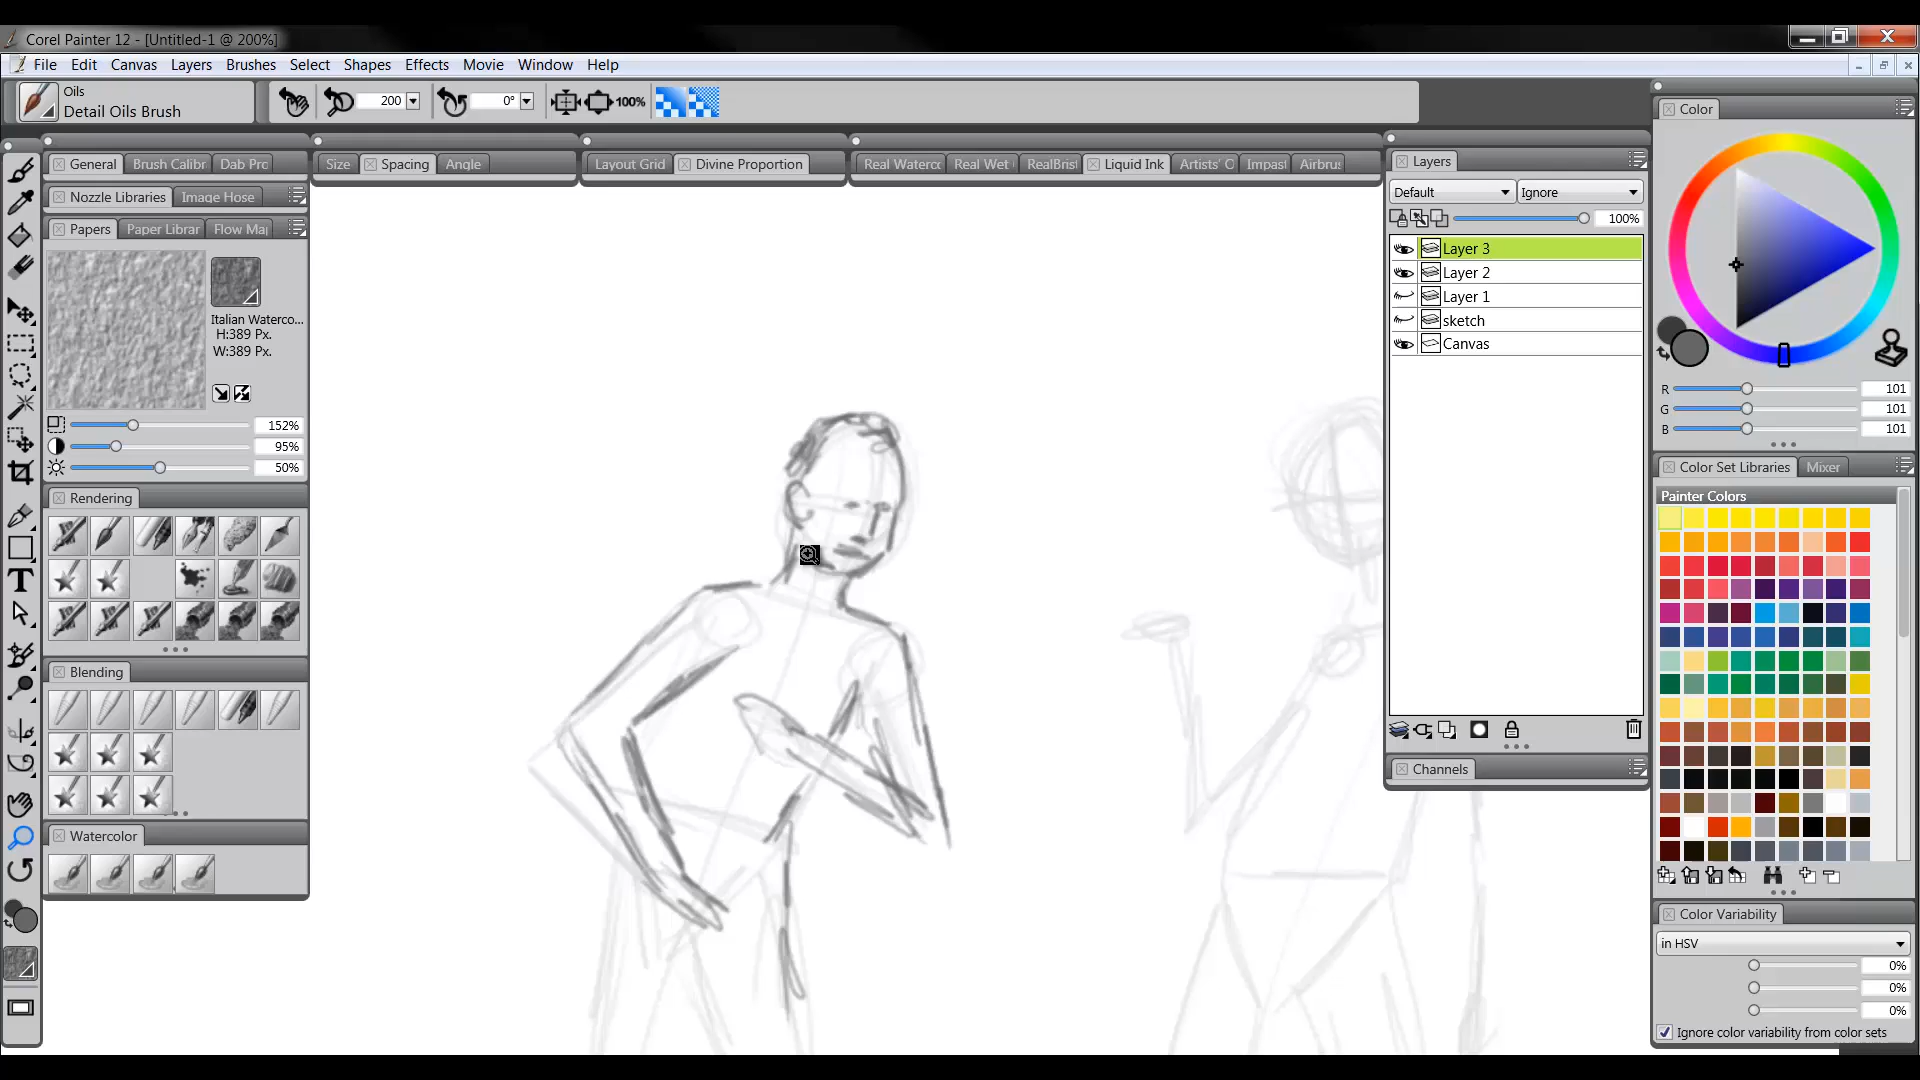 Corel Painter 12 - [Untitled-1 @ 200%]
File Edit Canvas Layers Brushes Select Shapes Effects Movie Window Help
Oils
Detail Oils Brush
200
0°
100%
General Brush Calibr Dab Pro
Size Spacing Angle
Layout Grid Divine Proportion
Real Waterco Real Wet RealBrist Liquid Ink Artists' O Impas Airbrus
Nozzle Libraries Image Hose
Papers Paper Librar Flow Ma
Italian Waterco...
H:389 Px.
W:389 Px.
152%
95%
50%
Rendering
Blending
Watercolor
T
Layers
Default Ignore
100%
Layer 3
Layer 2
Layer 1
sketch
Canvas
Channels
Color
R 101
G 101
B 101
Color Set Libraries Mixer
Painter Colors
Color Variability
in HSV
0%
0%
0%
Ignore color variability from color sets